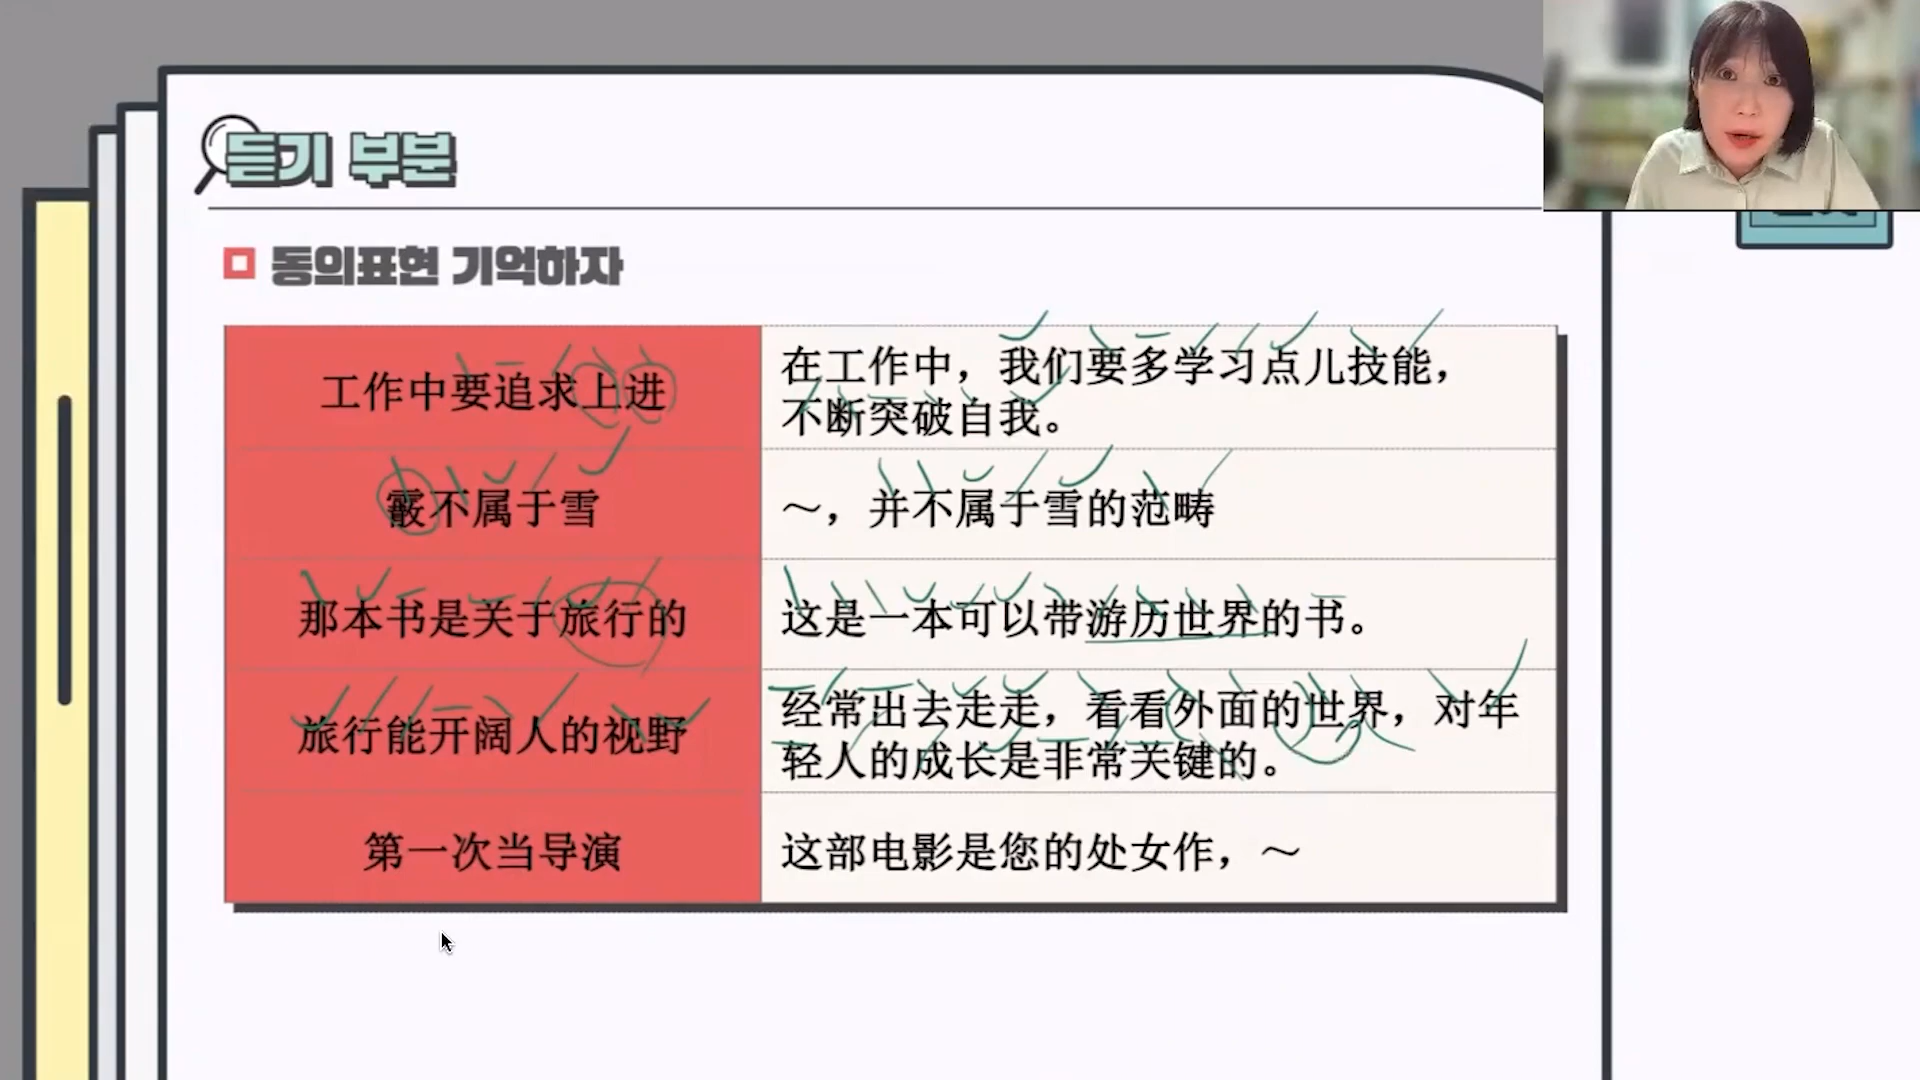 듣기 부분
동의표현 기억하자
工作中要追求上进
在工作中，我们要多学习点儿技能，
不断突破自我。
霰不属于雪
～，并不属于雪的范畴
那本书是关于旅行的
这是一本可以带游历世界的书。
旅行能开阔人的视野
经常出去走走，看看外面的世界，对年
轻人的成长是非常关键的。
第一次当导演
这部电影是您的处女作，～